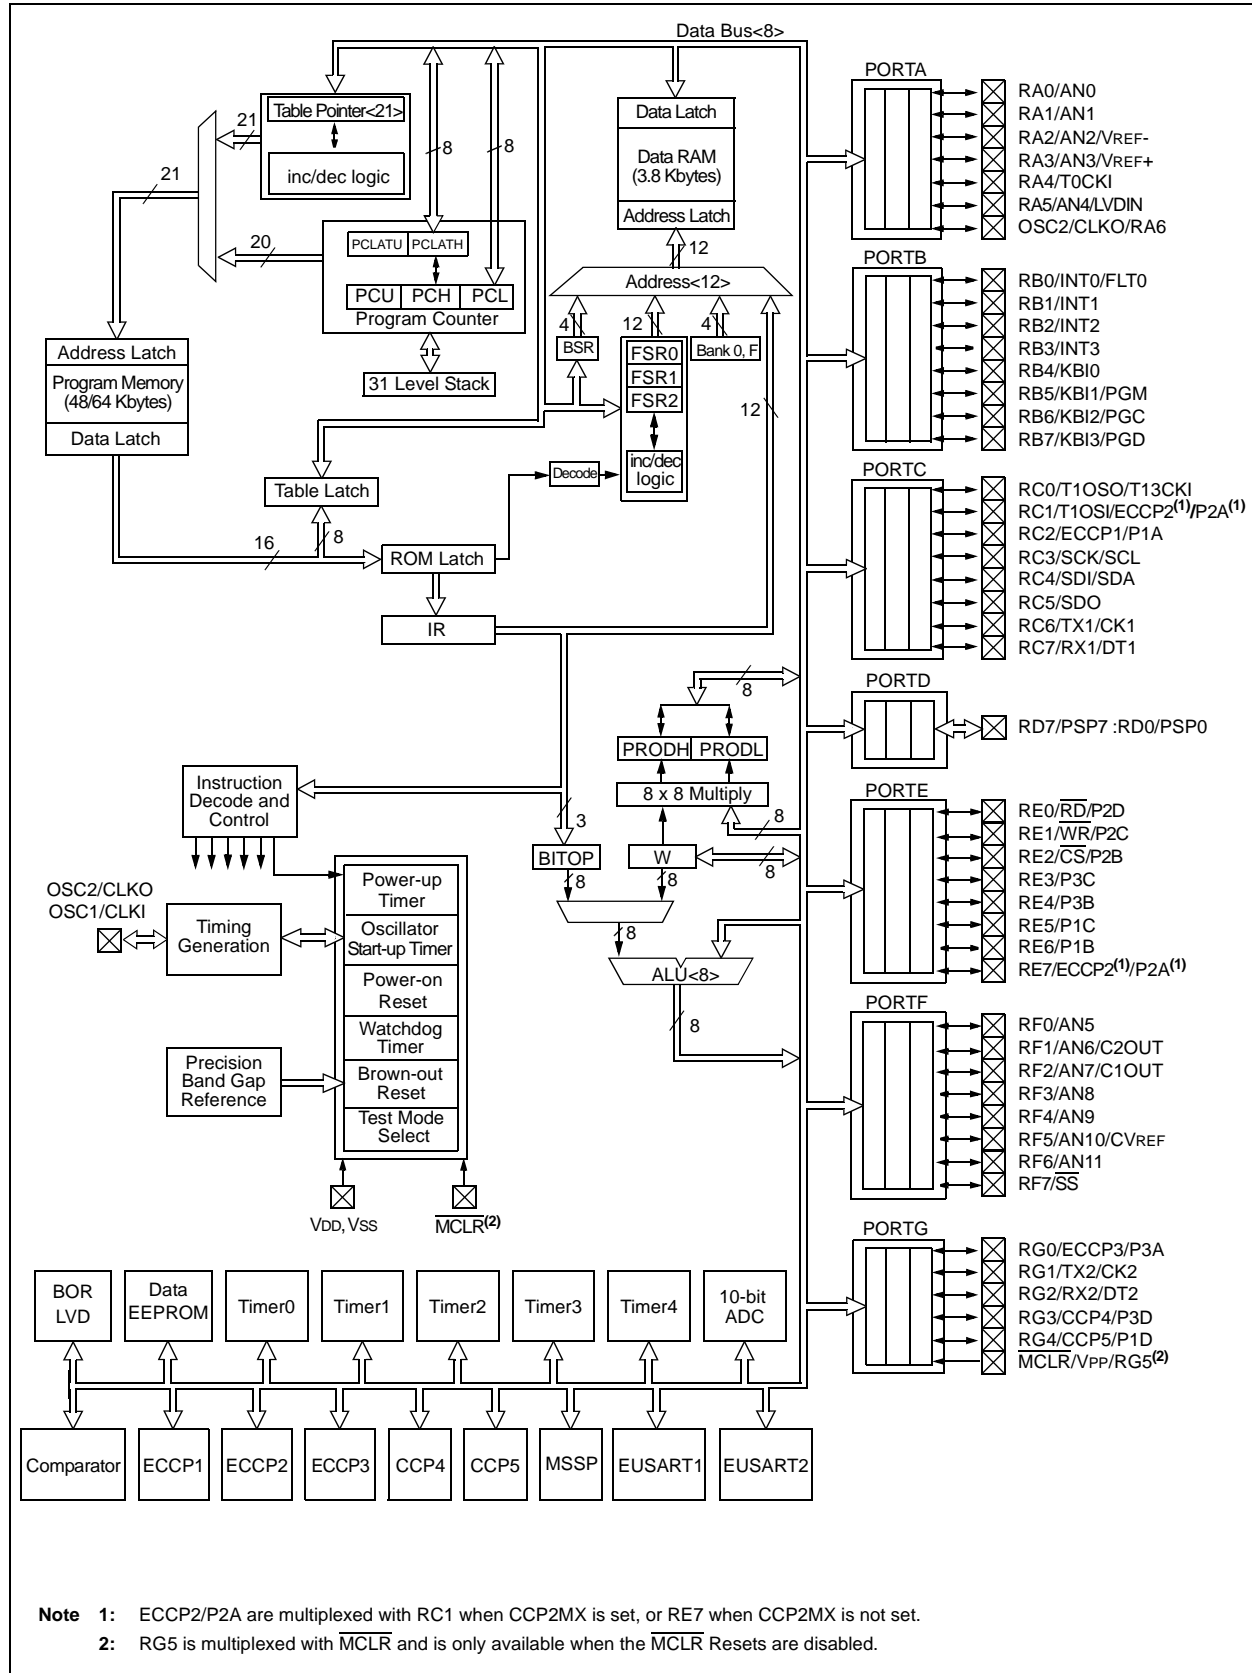 Data Bus<8>
Table Pointer<21>
inc/dec logic
21
21
20
8
8
PCLATU PCLATH
PCU PCH PCL
Program Counter
31 Level Stack
Address Latch
Program Memory
(48/64 Kbytes)
Data Latch
Table Latch
16
8
ROM Latch
IR
Data Latch
Data RAM
(3.8 Kbytes)
Address Latch
12
Address<12>
4
12
4
BSR
FSR0
FSR1
FSR2
Bank 0, F
12
inc/dec
logic
Decode
8
PRODH PRODL
8 x 8 Multiply
8
3
BITOP
W
8
8
8
8
ALU<8>
8
Instruction
Decode and
Control
OSC2/CLKO
OSC1/CLKI
Timing
Generation
Precision
Band Gap
Reference
Power-up
Timer
Oscillator
Start-up Timer
Power-on
Reset
Watchdog
Timer
Brown-out
Reset
Test Mode
Select
VDD, VSS
MCLR(2)
PORTA
RA0/AN0
RA1/AN1
RA2/AN2/VREF-
RA3/AN3/VREF+
RA4/T0CKI
RA5/AN4/LVDIN
OSC2/CLKO/RA6
PORTB
RB0/INT0/FLT0
RB1/INT1
RB2/INT2
RB3/INT3
RB4/KBI0
RB5/KBI1/PGM
RB6/KBI2/PGC
RB7/KBI3/PGD
PORTC
RC0/T1OSO/T13CKI
RC1/T1OSI/ECCP2(1)/P2A(1)
RC2/ECCP1/P1A
RC3/SCK/SCL
RC4/SDI/SDA
RC5/SDO
RC6/TX1/CK1
RC7/RX1/DT1
PORTD
RD7/PSP7 :RD0/PSP0
PORTE
RE0/RD/P2D
RE1/WR/P2C
RE2/CS/P2B
RE3/P3C
RE4/P3B
RE5/P1C
RE6/P1B
RE7/ECCP2(1)/P2A(1)
PORTF
RF0/AN5
RF1/AN6/C2OUT
RF2/AN7/C1OUT
RF3/AN8
RF4/AN9
RF5/AN10/CVREF
RF6/AN11
RF7/SS
PORTG
RG0/ECCP3/P3A
RG1/TX2/CK2
RG2/RX2/DT2
RG3/CCP4/P3D
RG4/CCP5/P1D
MCLR/VPP/RG5(2)
BOR
LVD
Data
EEPROM
Timer0
Timer1
Timer2
Timer3
Timer4
10-bit
ADC
Comparator
ECCP1
ECCP2
ECCP3
CCP4
CCP5
MSSP
EUSART1
EUSART2
Note 1: ECCP2/P2A are multiplexed with RC1 when CCP2MX is set, or RE7 when CCP2MX is not set.
2: RG5 is multiplexed with MCLR and is only available when the MCLR Resets are disabled.